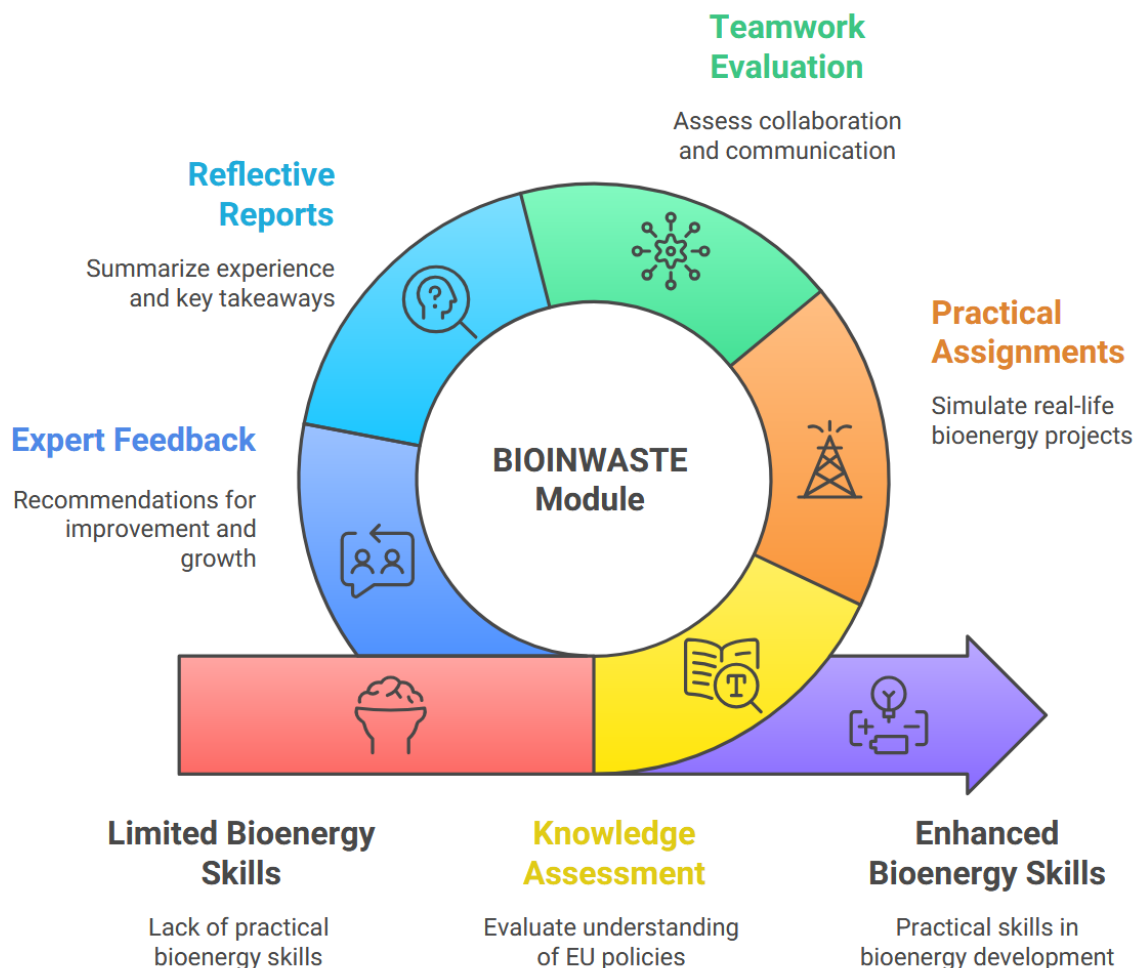 Teamwork
Evaluation
Assess collaboration
and communication
Reflective
Reports
Summarize experience
and key takeaways
Practical
Assignments
Simulate real-life
bioenergy projects
Expert Feedback
Recommendations for
improvement and
growth
BIOINWASTE
Module
T
Limited Bioenergy
Skills
Lack of practical
bioenergy skills
Knowledge
Assessment
Evaluate understanding
of EU policies
Enhanced
Bioenergy Skills
Practical skills in
bioenergy development